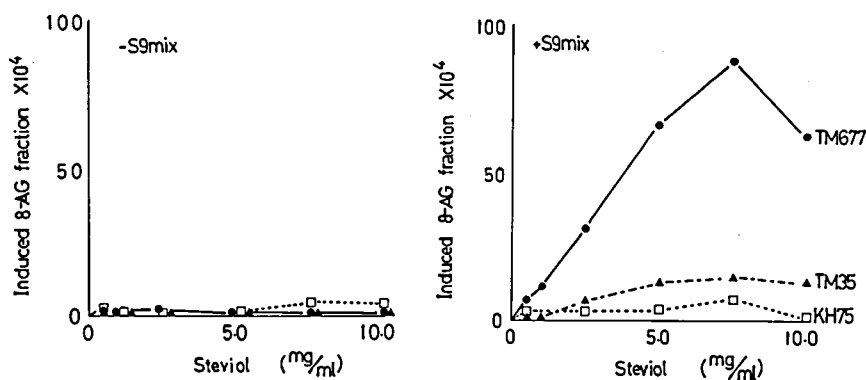 Induced 8-AG fraction X10⁴
100
50
0
-S9mix
0
5.0
10.0
Steviol (mg/ml)
Induced 8-AG fraction X10⁴
100
50
0
+S9mix
TM677
TM35
KH75
0
5.0
10.0
Steviol (mg/ml)